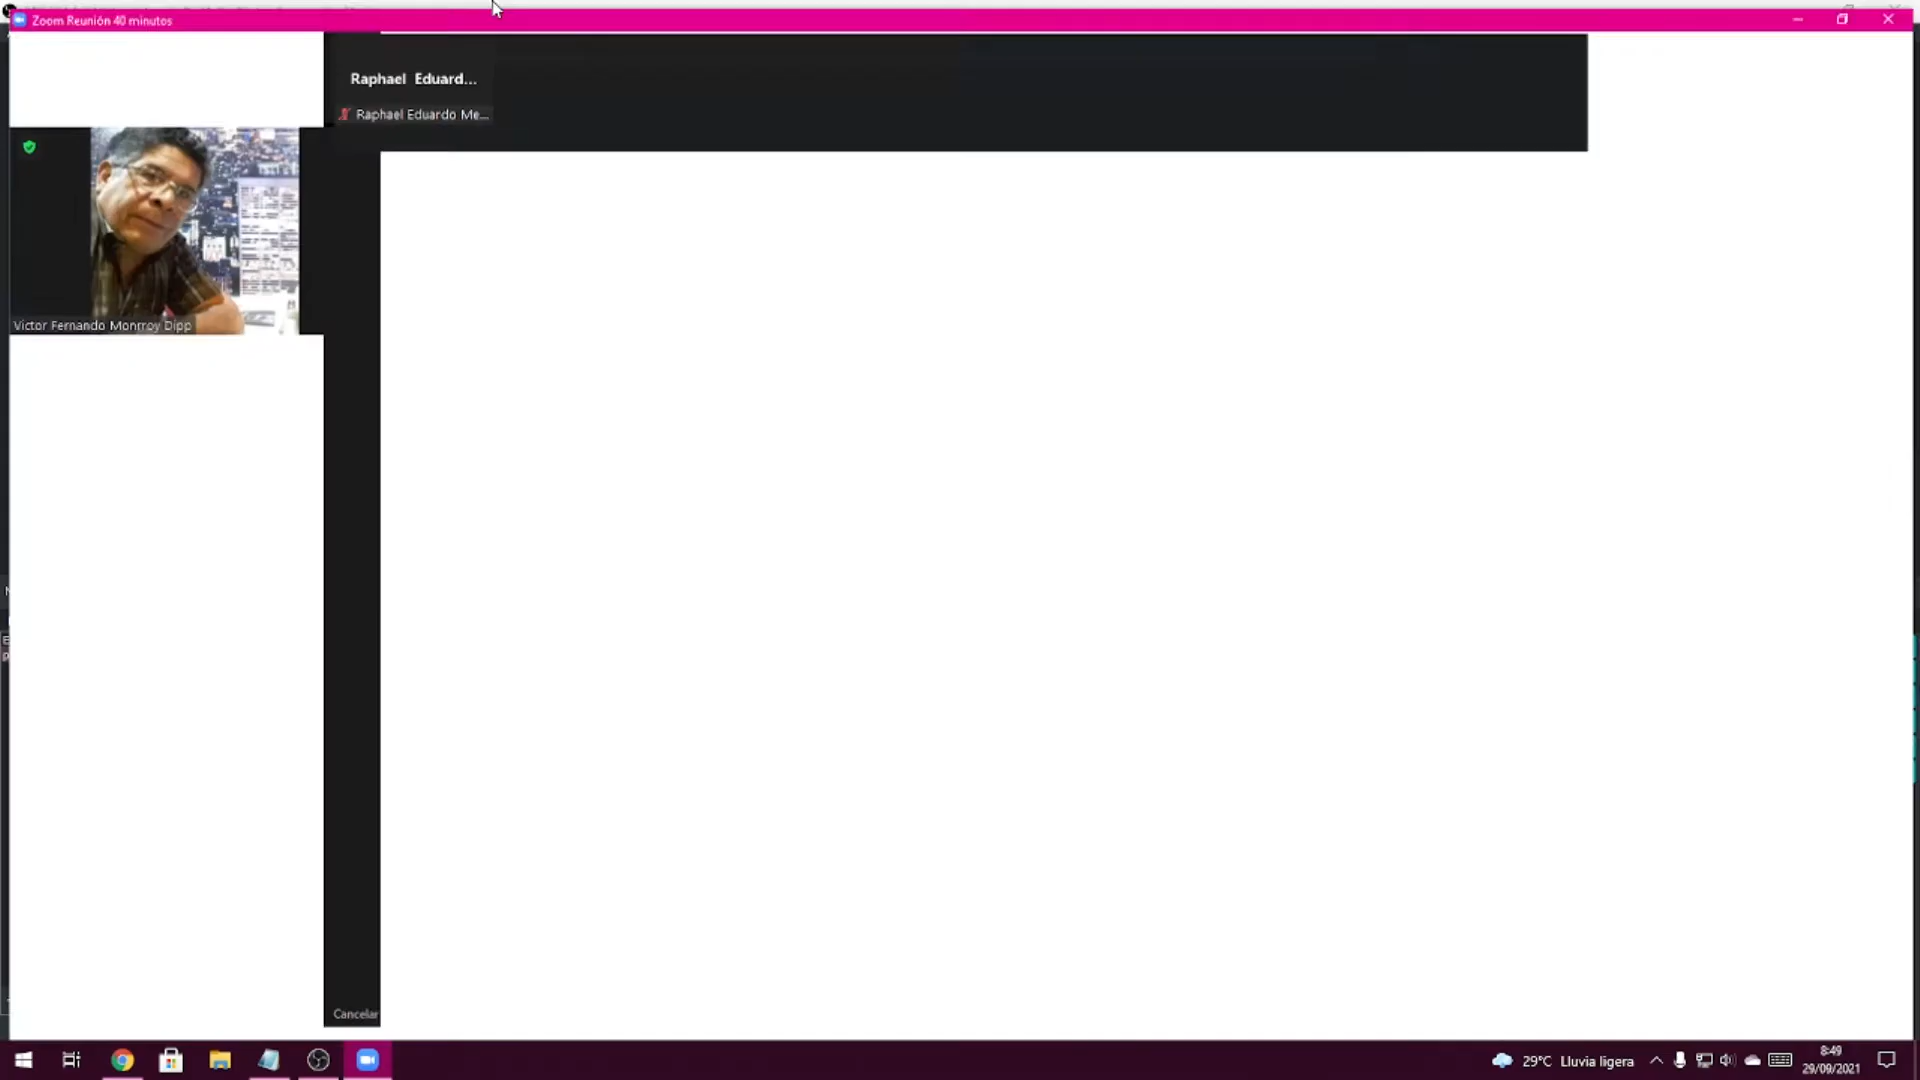 Zoom Reunión 40 minutos
Raphael Eduard...
Raphael Eduardo Me...
Victor Fernando Monrroy Dipp
Cancelar
29°C Lluvia ligera
8:49
29/09/2021